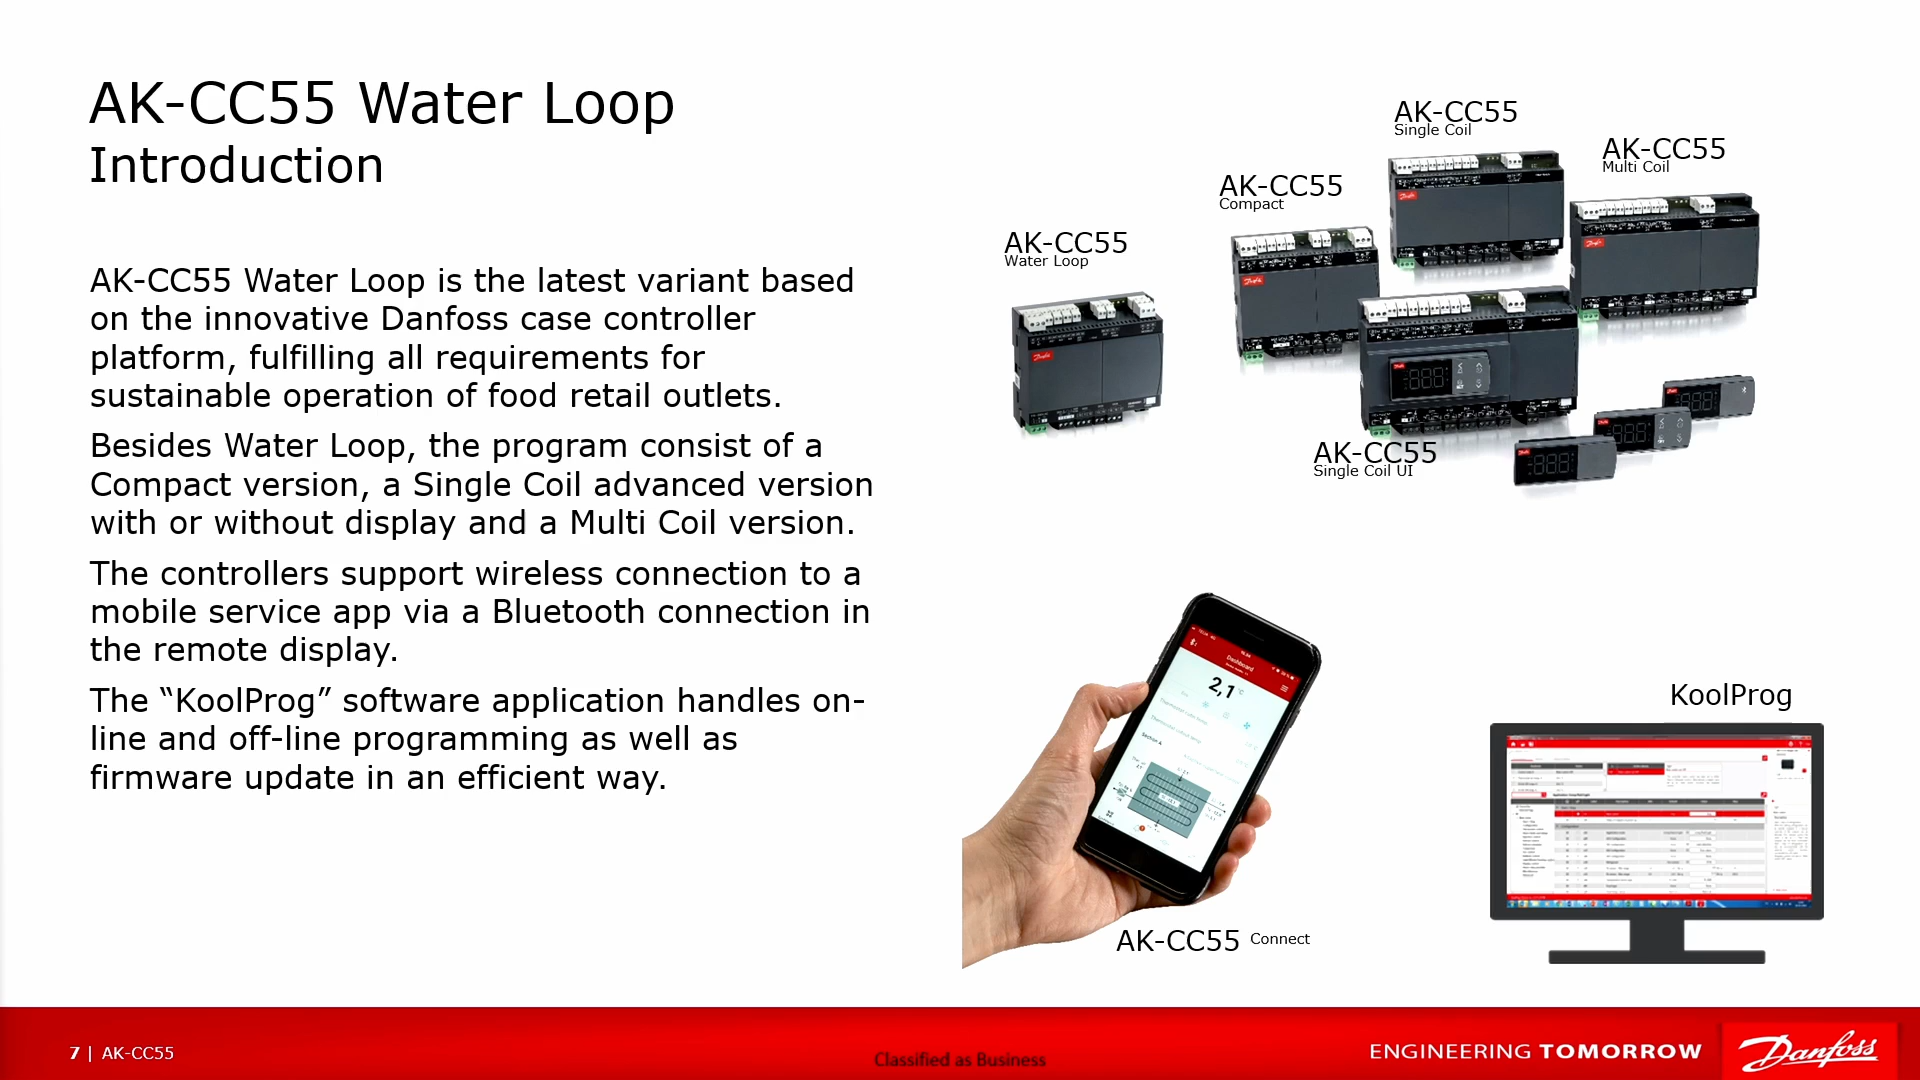 AK-CC55 Water Loop
Introduction
AK-CC55 Water Loop is the latest variant based
on the innovative Danfoss case controller
platform, fulfilling all requirements for
sustainable operation of food retail outlets.
Besides Water Loop, the program consist of a
Compact version, a Single Coil advanced version
with or without display and a Multi Coil version.
The controllers support wireless connection to a
mobile service app via a Bluetooth connection in
the remote display.
The “KoolProg” software application handles on-
line and off-line programming as well as
firmware update in an efficient way.
AK-CC55
Single Coil
AK-CC55
Multi Coil
AK-CC55
Compact
AK-CC55
Water Loop
AK-CC55
Single Coil UI
Dashboard
2,1 °C
Section A
AK-CC55 Connect
KoolProg
7 | AK-CC55
Classified as Business
ENGINEERING TOMORROW
Danfoss